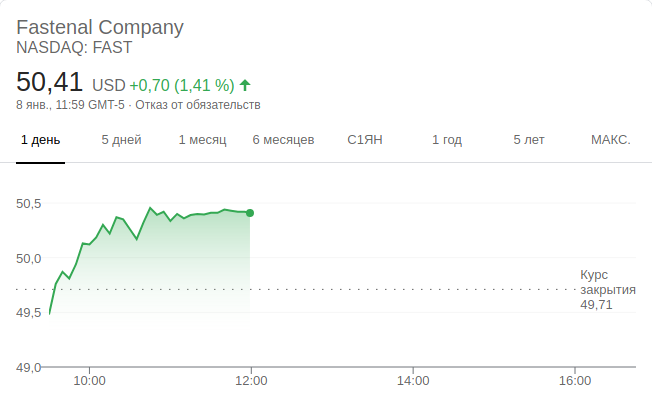 Fastenal Company
NASDAQ: FAST
50,41 USD +0,70 (1,41 %)
8 янв., 11:59 GMT-5 · Отказ от обязательств
1 день 5 дней 1 месяц 6 месяцев С1ЯН 1 год 5 лет МАКС.
50,5
50,0
Курс
закрытия
49,71
49,5
49,0
10:00 12:00 14:00 16:00